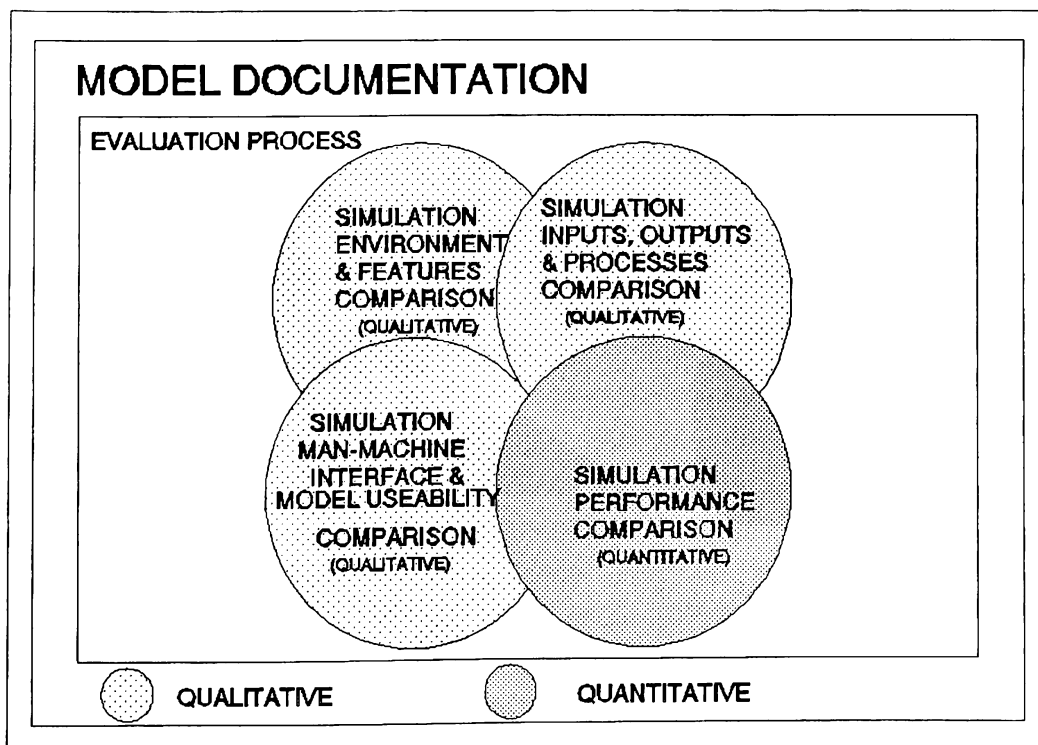 MODEL DOCUMENTATION
EVALUATION PROCESS
SIMULATION
ENVIRONMENT
& FEATURES
COMPARISON
(QUALITATIVE)
SIMULATION
INPUTS, OUTPUTS
& PROCESSES
COMPARISON
(QUALITATIVE)
SIMULATION
MAN-MACHINE
INTERFACE &
MODEL USEABILITY
COMPARISON
(QUALITATIVE)
SIMULATION
PERFORMANCE
COMPARISON
(QUANTITATIVE)
QUALITATIVE
QUANTITATIVE